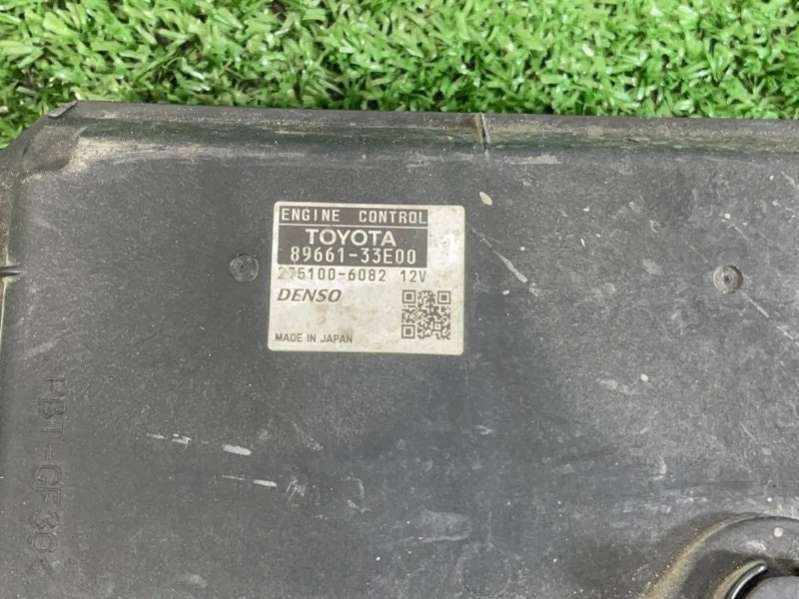 ENGINE CONTROL
TOYOTA
89661-33E00
275100-6082 12V
DENSO
MADE IN JAPAN